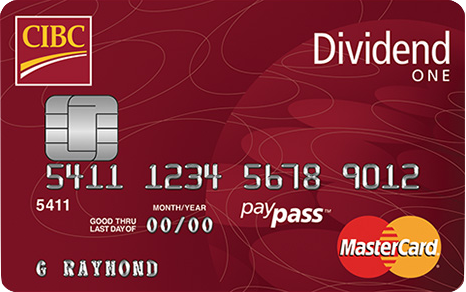 CIBC
Dividend
ONE
5411 1234 5678 9012
5411
MONTH/YEAR
GOOD THRU
LAST DAY OF
00/00
paypass™
MasterCard
G RAYMOND